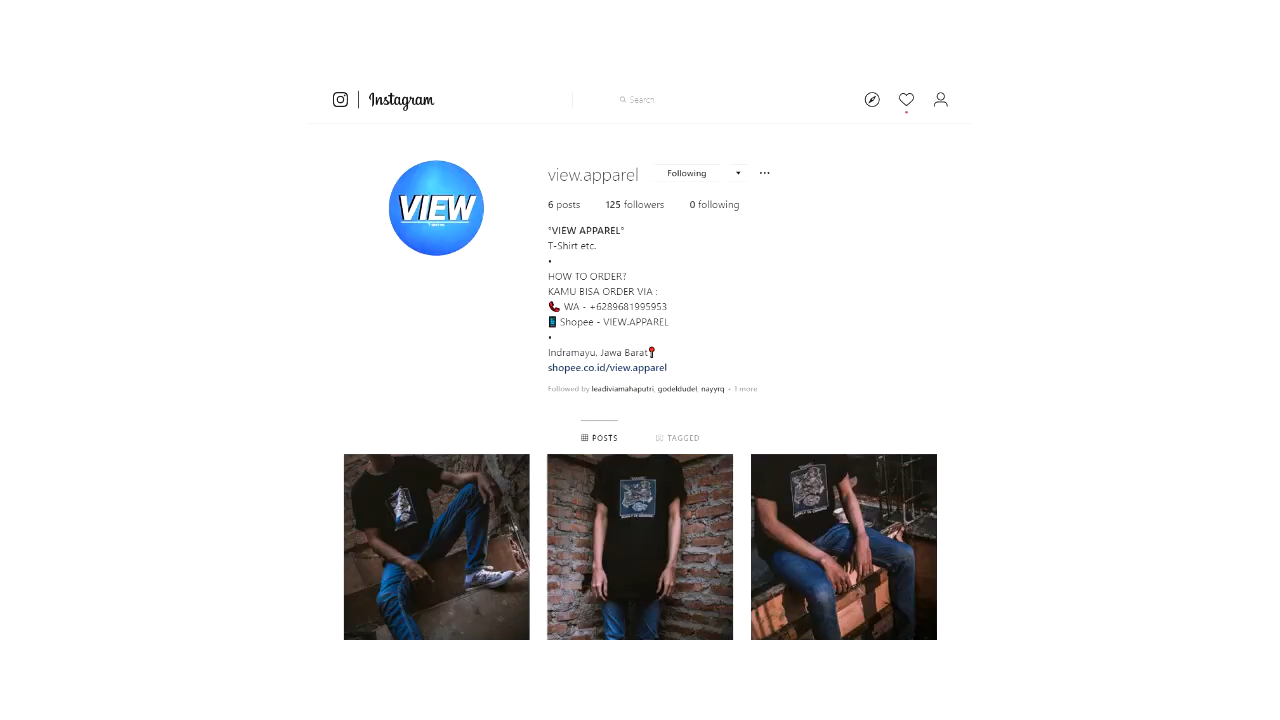 Instagram
Search
VIEW
view.apparel
Following
6 posts 125 followers 0 following
°VIEW APPAREL°
T-Shirt etc.
•
HOW TO ORDER?
KAMU BISA ORDER VIA :
📞 WA - +6289681995953
📱 Shopee - VIEW.APPAREL
•
Indramayu, Jawa Barat📍
shopee.co.id/view.apparel
Followed by leadiviamahaputri, godeldudel, nayyrq + 1 more
POSTS TAGGED